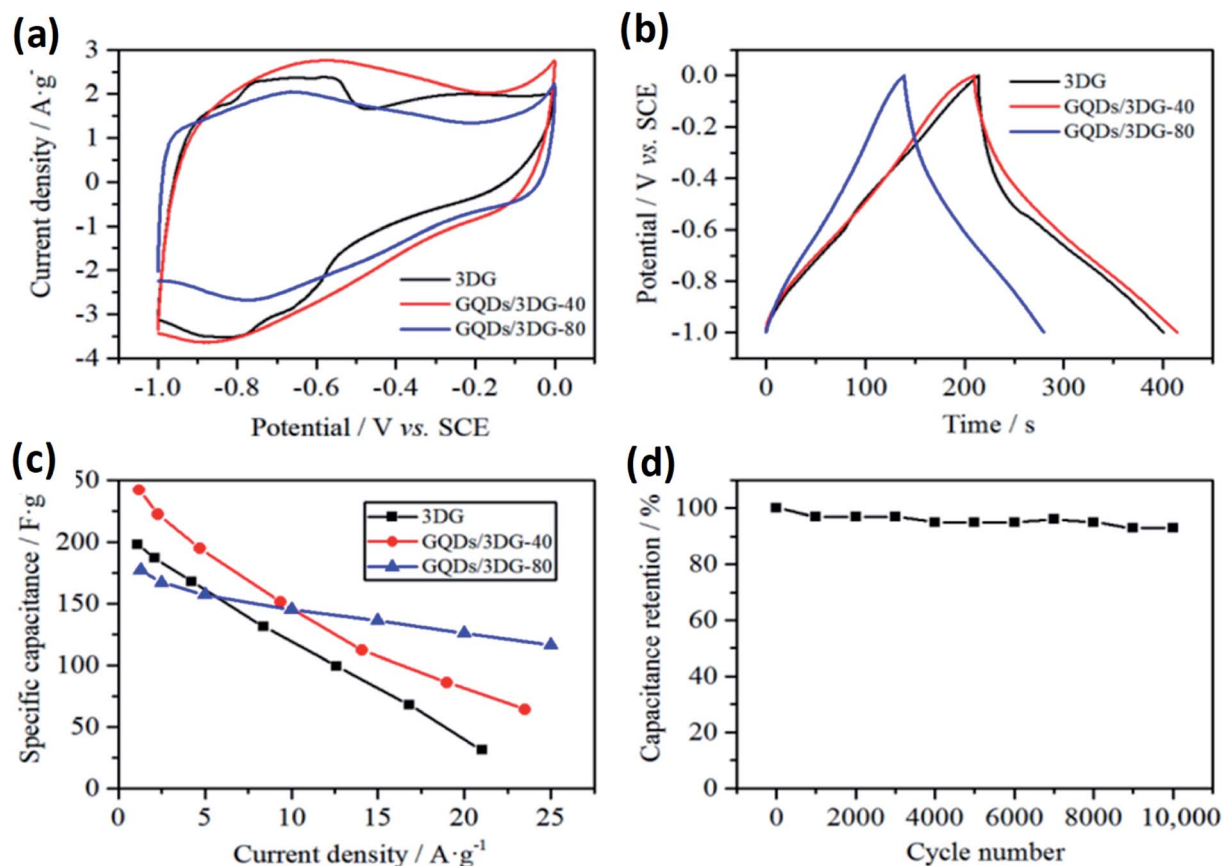 (a)
Current density / A·g⁻
3
2
1
0
-1
-2
-3
-4
3DG
GQDs/3DG-40
GQDs/3DG-80
-1.0 -0.8 -0.6 -0.4 -0.2 0.0
Potential / V vs. SCE
(b)
Potential / V vs. SCE
0.0
-0.2
-0.4
-0.6
-0.8
-1.0
3DG
GQDs/3DG-40
GQDs/3DG-80
0 100 200 300 400
Time / s
(c)
Specific capacitance / F·g
50
200
150
100
50
0
3DG
GQDs/3DG-40
GQDs/3DG-80
0 5 10 15 20 25
Current density / A·g⁻¹
(d)
Capacitance retention / %
100
80
60
40
20
0
0 2000 4000 6000 8000 10,000
Cycle number